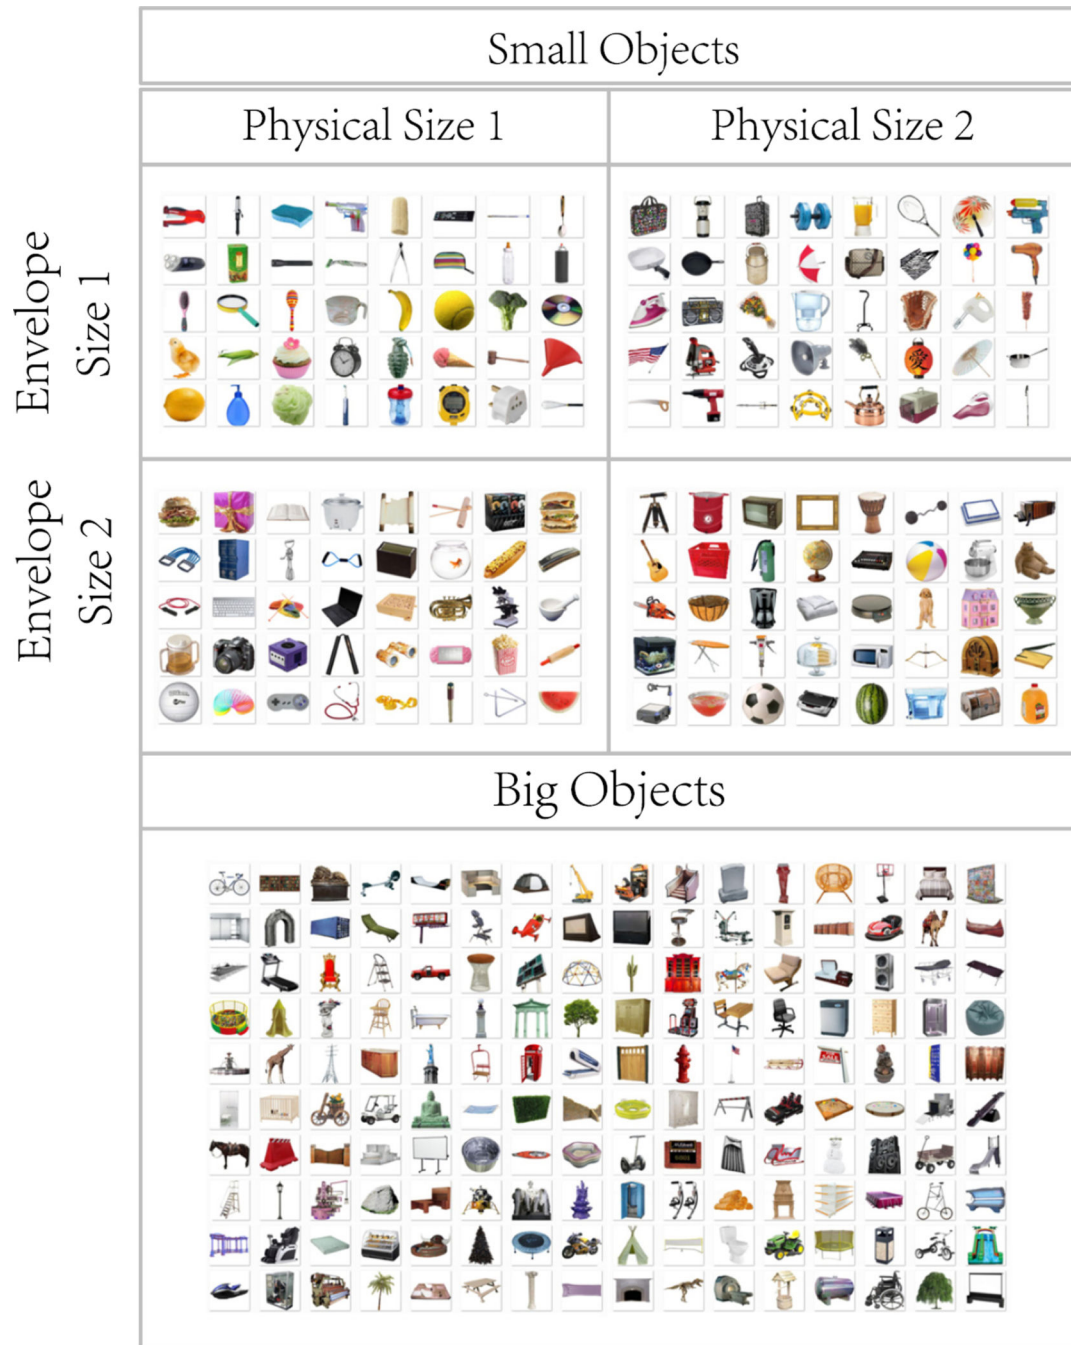 Small Objects
Physical Size 1
Physical Size 2
Envelope
Size 1
Envelope
Size 2
Big Objects